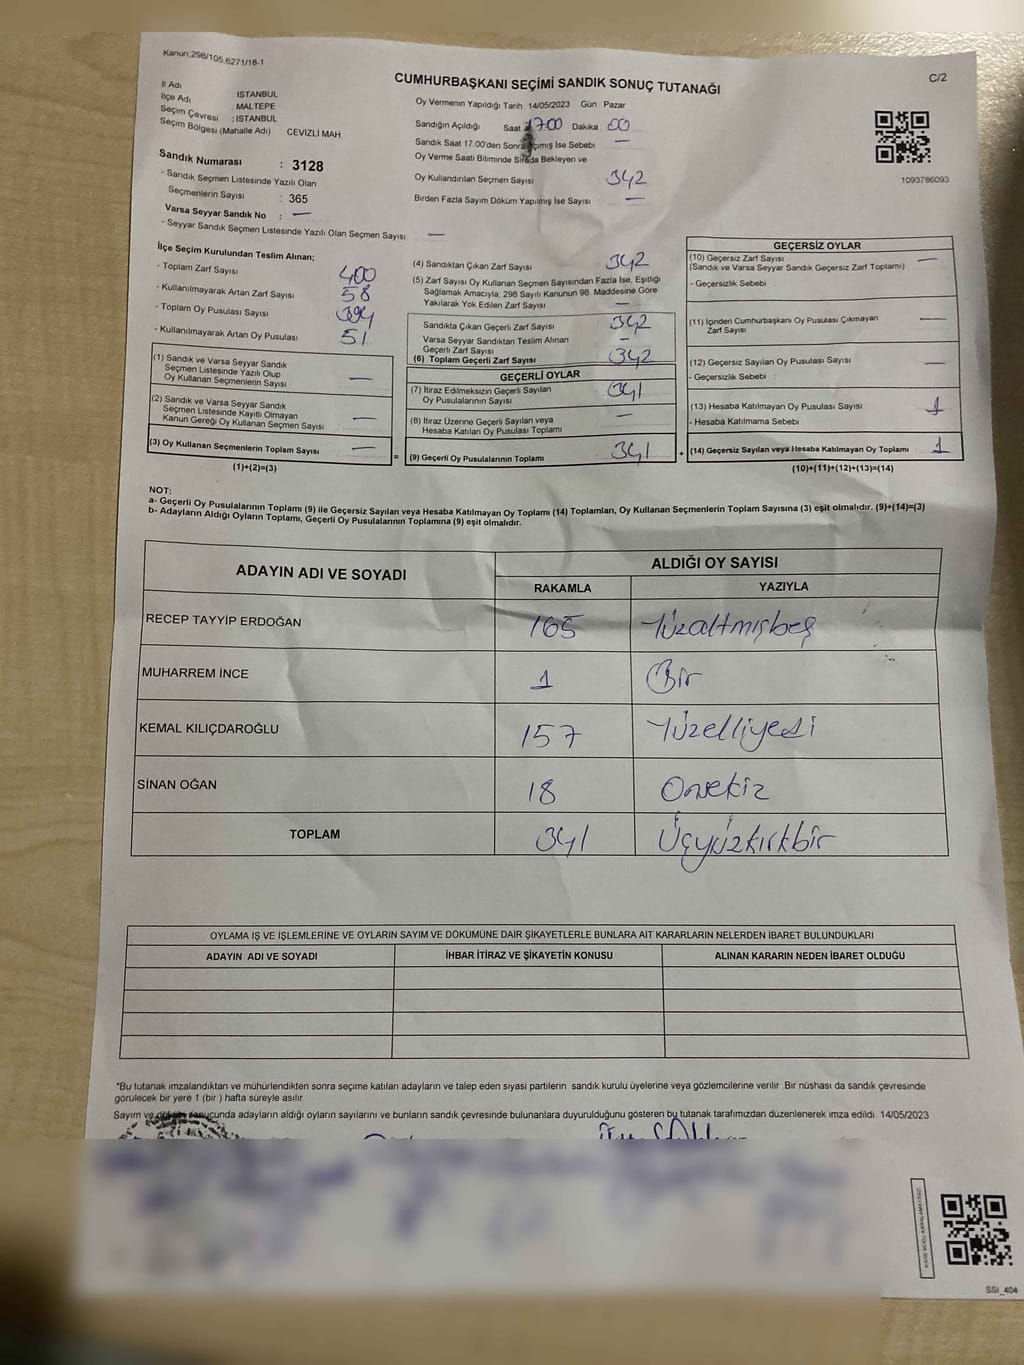 Kanun:298/105,6271/18-1
C/2
CUMHURBAŞKANI SEÇİMİ SANDIK SONUÇ TUTANAĞI
İl Adı : İSTANBUL
İlçe Adı : MALTEPE
Seçim Çevresi : İSTANBUL
Seçim Bölgesi (Mahalle Adı) CEVİZLİ MAH
Sandık Numarası : 3128
- Sandık Seçmen Listesinde Yazılı Olan
Seçmenlerin Sayısı : 365
Varsa Seyyar Sandık No : —
- Seyyar Sandık Seçmen Listesinde Yazılı Olan Seçmen Sayısı : —
Oy Vermenin Yapıldığı Tarih 14/05/2023 Gün : Pazar
Sandığın Açıldığı Saat 17.00 Dakika 00
Sandık Saat 17.00'den Sonra Açılmış İse Sebebi —
Oy Verme Saati Bitiminde Sırada Bekleyen ve
Oy Kullandırılan Seçmen Sayısı 342
Birden Fazla Sayım Döküm Yapılmış İse Sayısı —
1093786093
İlçe Seçim Kurulundan Teslim Alınan;
- Toplam Zarf Sayısı 400
- Kullanılmayarak Artan Zarf Sayısı 58
- Toplam Oy Pusulası Sayısı 394
- Kullanılmayarak Artan Oy Pusulası 51
(1) Sandık ve Varsa Seyyar Sandık
Seçmen Listesinde Yazılı Olup
Oy Kullanan Seçmenlerin Sayısı —
(2) Sandık ve Varsa Seyyar Sandık
Seçmen Listesinde Kayıtlı Olmayan
Kanun Gereği Oy Kullanan Seçmen Sayısı —
(3) Oy Kullanan Seçmenlerin Toplam Sayısı —
(1)+(2)=(3)
(4) Sandıktan Çıkan Zarf Sayısı 342
(5) Zarf Sayısı Oy Kullanan Seçmen Sayısından Fazla İse, Eşitliği
Sağlamak Amacıyla, 298 Sayılı Kanunun 98. Maddesine Göre
Yakılarak Yok Edilen Zarf Sayısı —
Sandıkta Çıkan Geçerli Zarf Sayısı 342
Varsa Seyyar Sandıktan Teslim Alınan
Geçerli Zarf Sayısı —
(6) Toplam Geçerli Zarf Sayısı 342
GEÇERLİ OYLAR
(7) İtiraz Edilmeksizin Geçerli Sayılan
Oy Pusulalarının Sayısı 341
(8) İtiraz Üzerine Geçerli Sayılan veya
Hesaba Katılan Oy Pusulası Toplamı —
= (9) Geçerli Oy Pusulalarının Toplamı 341 +
GEÇERSİZ OYLAR
(10) Geçersiz Zarf Sayısı —
(Sandık ve Varsa Seyyar Sandık Geçersiz Zarf Toplamı)
- Geçersizlik Sebebi
(11) İçinden Cumhurbaşkanı Oy Pusulası Çıkmayan
Zarf Sayısı —
(12) Geçersiz Sayılan Oy Pusulası Sayısı —
- Geçersizlik Sebebi
(13) Hesaba Katılmayan Oy Pusulası Sayısı 1
- Hesaba Katılmama Sebebi
(14) Geçersiz Sayılan veya Hesaba Katılmayan Oy Toplamı 1
(10)+(11)+(12)+(13)=(14)
NOT:
a- Geçerli Oy Pusulalarının Toplamı (9) ile Geçersiz Sayılan veya Hesaba Katılmayan Oy Toplamı (14) Toplamları, Oy Kullanan Seçmenlerin Toplam Sayısına (3) eşit olmalıdır. (9)+(14)=(3)
b- Adayların Aldığı Oyların Toplamı, Geçerli Oy Pusulalarının Toplamına (9) eşit olmalıdır.
ADAYIN ADI VE SOYADI
ALDIĞI OY SAYISI
RAKAMLA YAZIYLA
RECEP TAYYİP ERDOĞAN 165 Yüzaltmışbeş
MUHARREM İNCE 1 Bir
KEMAL KILIÇDAROĞLU 157 Yüzelliyedi
SİNAN OĞAN 18 Onsekiz
TOPLAM 341 Üçyüzkırkbir
OYLAMA İŞ VE İŞLEMLERİNE VE OYLARIN SAYIM VE DÖKÜMÜNE DAİR ŞİKAYETLERLE BUNLARA AİT KARARLARIN NELERDEN İBARET BULUNDUKLARI
ADAYIN ADI VE SOYADI İHBAR İTİRAZ VE ŞİKAYETİN KONUSU ALINAN KARARIN NEDEN İBARET OLDUĞU
*Bu tutanak imzalandıktan ve mühürlendikten sonra seçime katılan adayların ve talep eden siyasi partilerin sandık kurulu üyelerine veya gözlemcilerine verilir. Bir nüshası da sandık çevresinde
görülecek bir yere 1 (bir) hafta süreyle asılır.
Sayım ve döküm sonucunda adayların aldığı oyların sayılarını ve bunların sandık çevresinde bulunanlara duyurulduğunu gösteren bu tutanak tarafımızdan düzenlenerek imza edildi. 14/05/2023
SSI_404